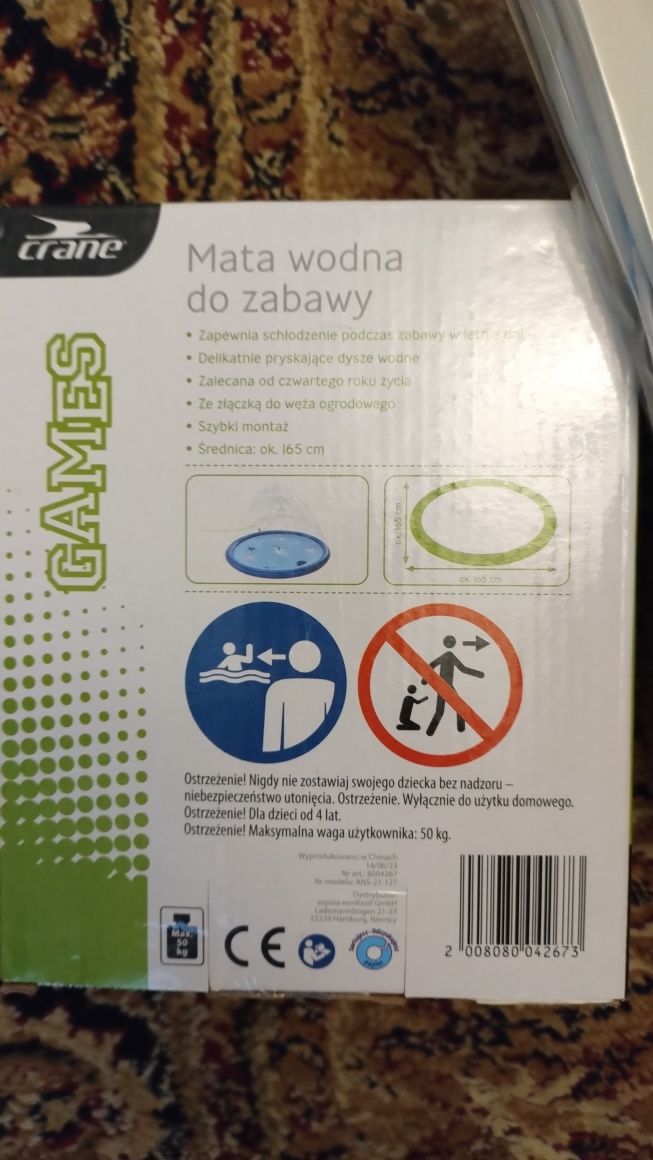 crane
GAMES
Mata wodna
do zabawy
• Zapewnia schłodzenie podczas zabawy w letnie dni
• Delikatnie pryskające dysze wodne
• Zalecana od czwartego roku życia
• Ze złączką do węża ogrodowego
• Szybki montaż
• Średnica: ok. 165 cm
ok. 165 cm
ok. 165 cm
Ostrzeżenie! Nigdy nie zostawiaj swojego dziecka bez nadzoru –
niebezpieczeństwo utonięcia. Ostrzeżenie. Wyłącznie do użytku domowego.
Ostrzeżenie! Dla dzieci od 4 lat.
Ostrzeżenie! Maksymalna waga użytkownika: 50 kg.
Wyprodukowano w Chinach
14/06/23
Nr art.: 8004267
Nr modelu: ANS-21-127
Dystrybutor:
aspiria nonfood GmbH
Lademannbogen 21-23
22339 Hamburg, Niemcy
Max.
50
kg
CE
papier
2 008080 042673